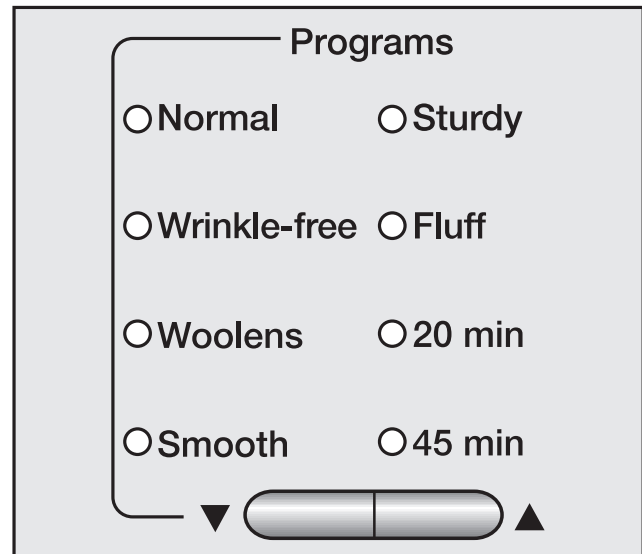 Programs
Normal Sturdy
Wrinkle-free Fluff
Woolens 20 min
Smooth 45 min